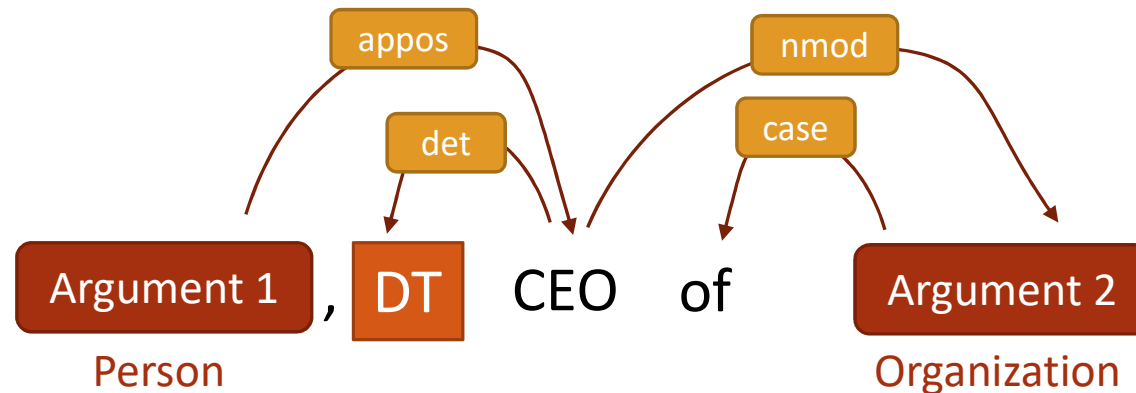 appos
nmod
det
case
Argument 1 , DT CEO of Argument 2
Person
Organization